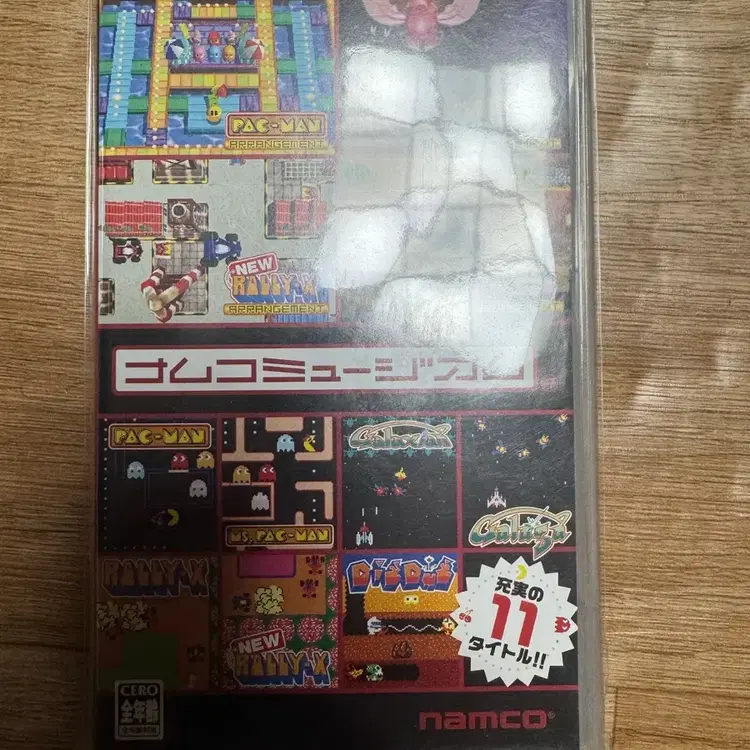 PAC-MAN
ARRANGEMENT
NEW
RALLY-X
ARRANGEMENT
ナムコミュージアム
PAC-MAN
MS. PAC-MAN
Galaxian
Galaga
RALLY-X
NEW
RALLY-X
DIG DUG
充実の
11
タイトル!!
CERO
全年齢
namco®